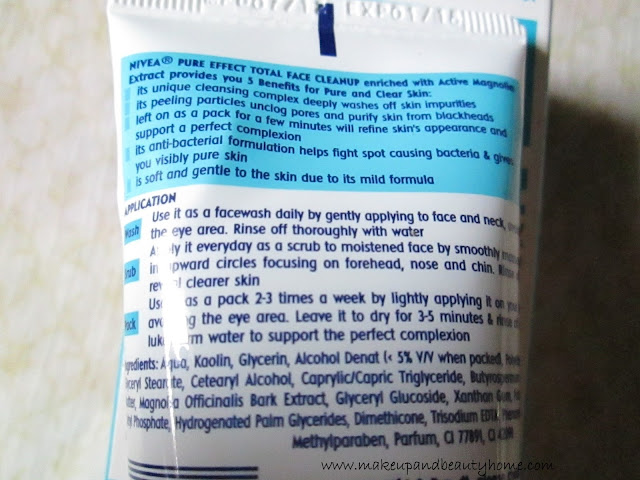 NIVEA® PURE EFFECT TOTAL FACE CLEANUP enriched with Active Magnolia
Extract provides you 5 Benefits for Pure and Clear Skin:
its unique cleansing complex deeply washes off skin impurities
its peeling particles unclog pores and purify skin from blackheads
left on as a pack for a few minutes will refine skin's appearance and
support a perfect complexion
its anti-bacterial formulation helps fight spot causing bacteria & gives
you visibly pure skin
is soft and gentle to the skin due to its mild formula
APPLICATION
Wash Use it as a facewash daily by gently applying to face and neck,
the eye area. Rinse off thoroughly with water
Apply it everyday as a scrub to moistened face by smoothly
in upward circles focusing on forehead, nose and chin. Rinse
reveal clearer skin
as a pack 2-3 times a week by lightly applying it on
the eye area. Leave it to dry for 3-5 minutes & rinse
water to support the perfect complexion
Ingredients: Aqua, Kaolin, Glycerin, Alcohol Denat (< 5% V/V when packed),
Glyceryl Stearate, Cetearyl Alcohol, Caprylic/Capric Triglyceride,
Magnolia Officinalis Bark Extract, Glyceryl Glucoside, Xanthan Gum,
Phosphate, Hydrogenated Palm Glycerides, Dimethicone, Trisodium EDTA,
Methylparaben, Parfum, CI 77891, CI
www.makeupandbeautyhome.com